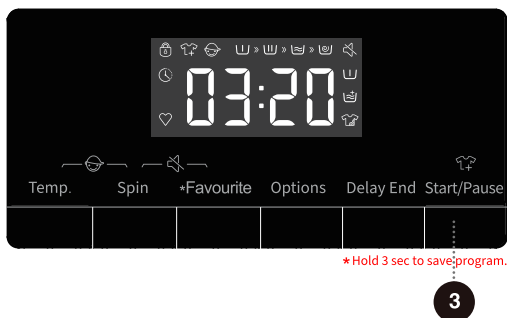 03:20
Temp. Spin *Favourite Options Delay End Start/Pause
*Hold 3 sec to save program.
3